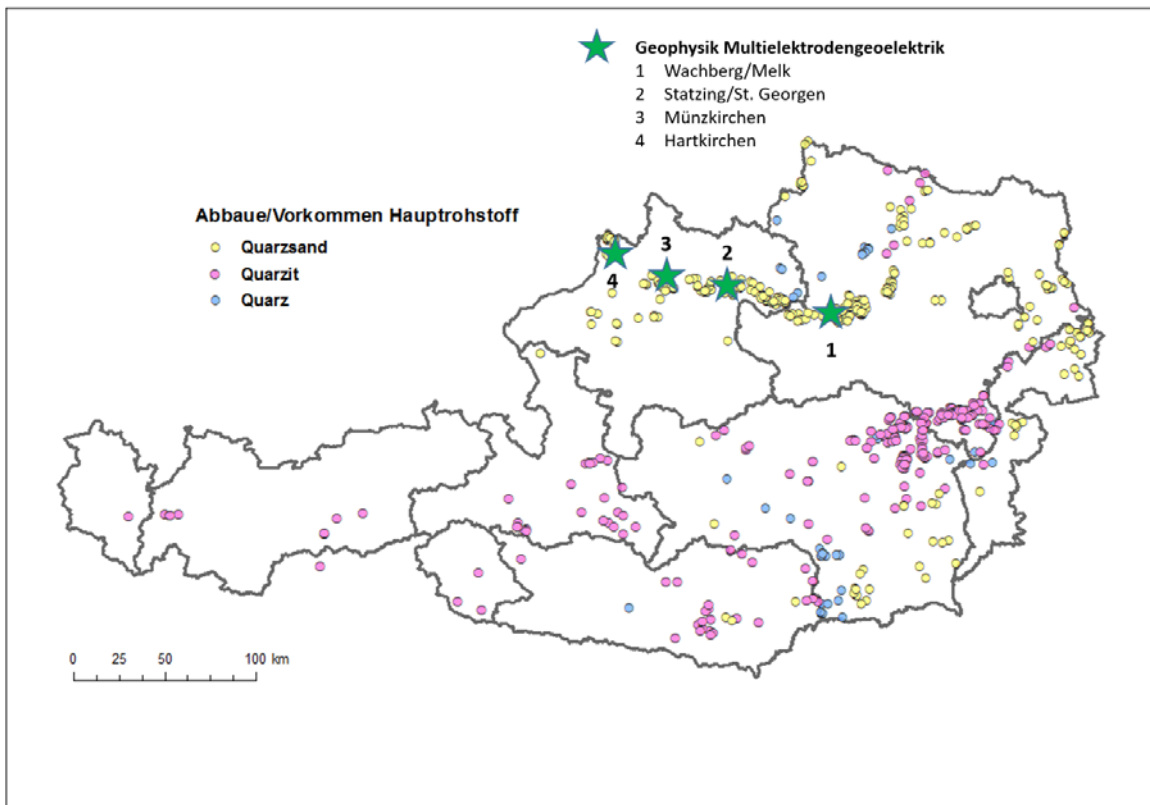 Geophysik Multielektrodengeoelektrik
1 Wachberg/Melk
2 Statzing/St. Georgen
3 Münzkirchen
4 Hartkirchen
Abbaue/Vorkommen Hauptrohstoff
Quarzsand
Quarzit
Quarz
3
2
4
1
0 25 50 100 km